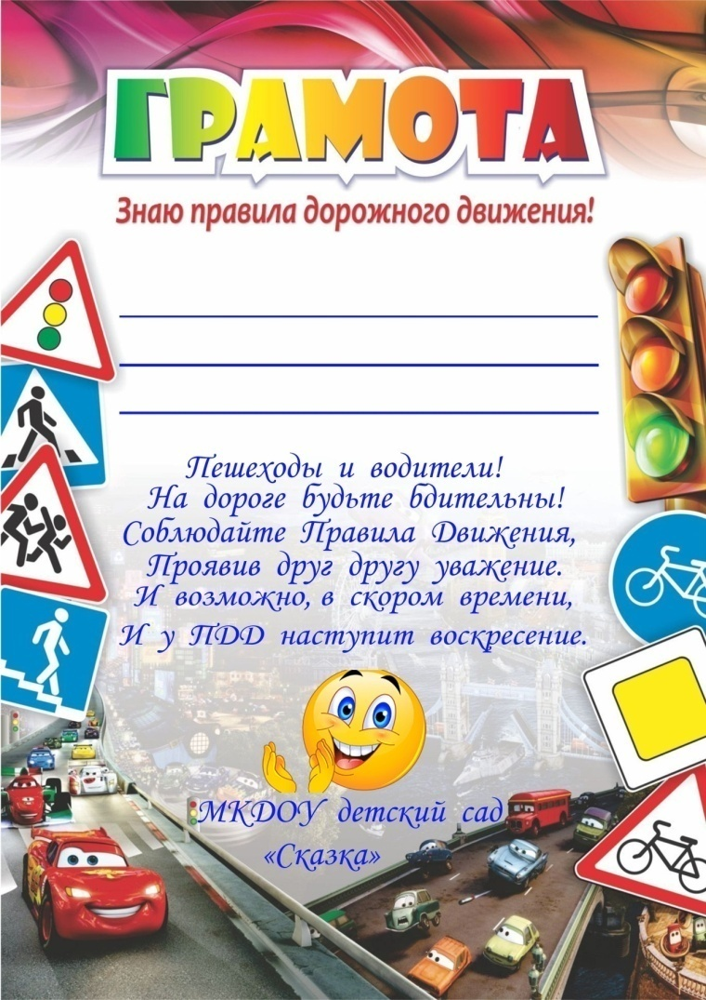 ГРАМОТА
Знаю правила дорожного движения!
Пешеходы и водители!
На дороге будьте бдительны!
Соблюдайте Правила Движения,
Проявив друг другу уважение.
И возможно, в скором времени,
И у ПДД наступит воскресение.
МКДОУ детский сад
«Сказка»